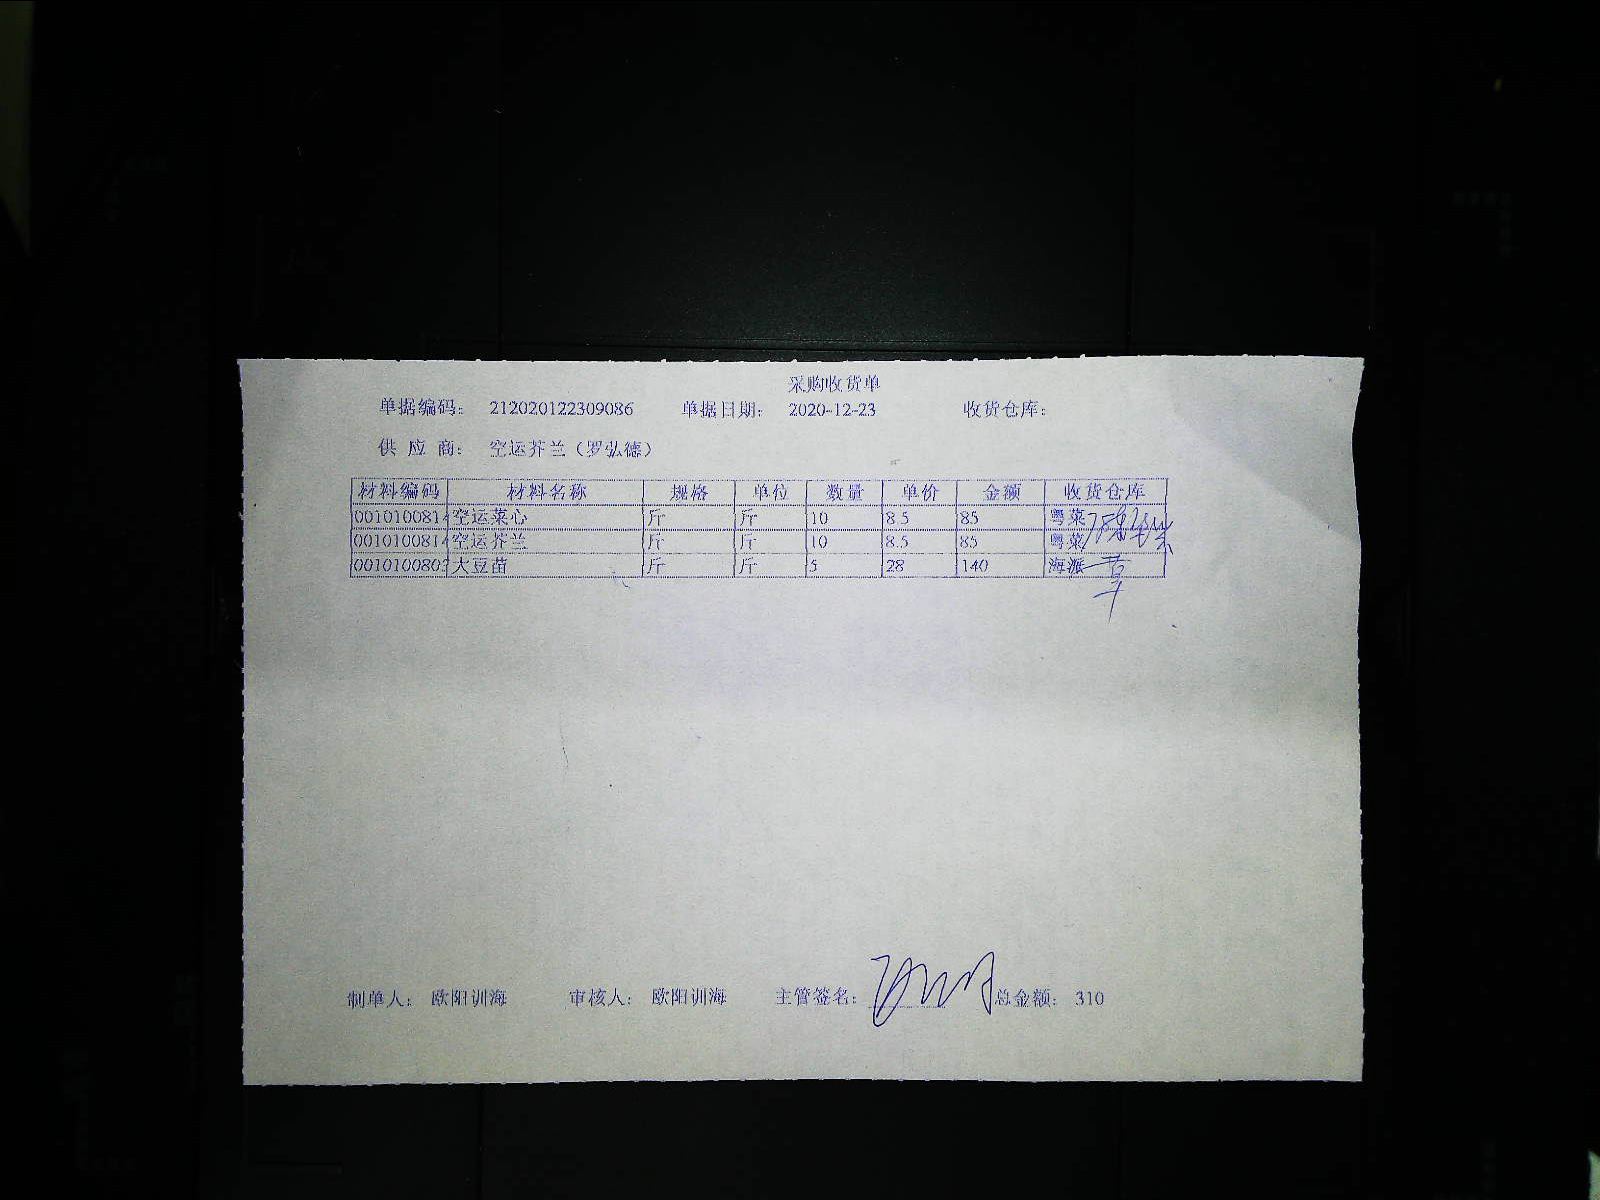 采购收货单
单据编码: 212020122309086 单据日期: 2020-12-23 收货仓库:
供 应 商: 空运芥兰（罗弘德）
材料编码 材料名称 规格 单位 数量 单价 金额 收货仓库
0010100814 空运菜心 斤 斤 10 8.5 85 粤菜
0010100814 空运芥兰 斤 斤 10 8.5 85 粤菜
001010080 大豆苗 斤 斤 5 28 140 海派
制单人: 欧阳训海 审核人: 欧阳训海 主管签名: 总金额: 310